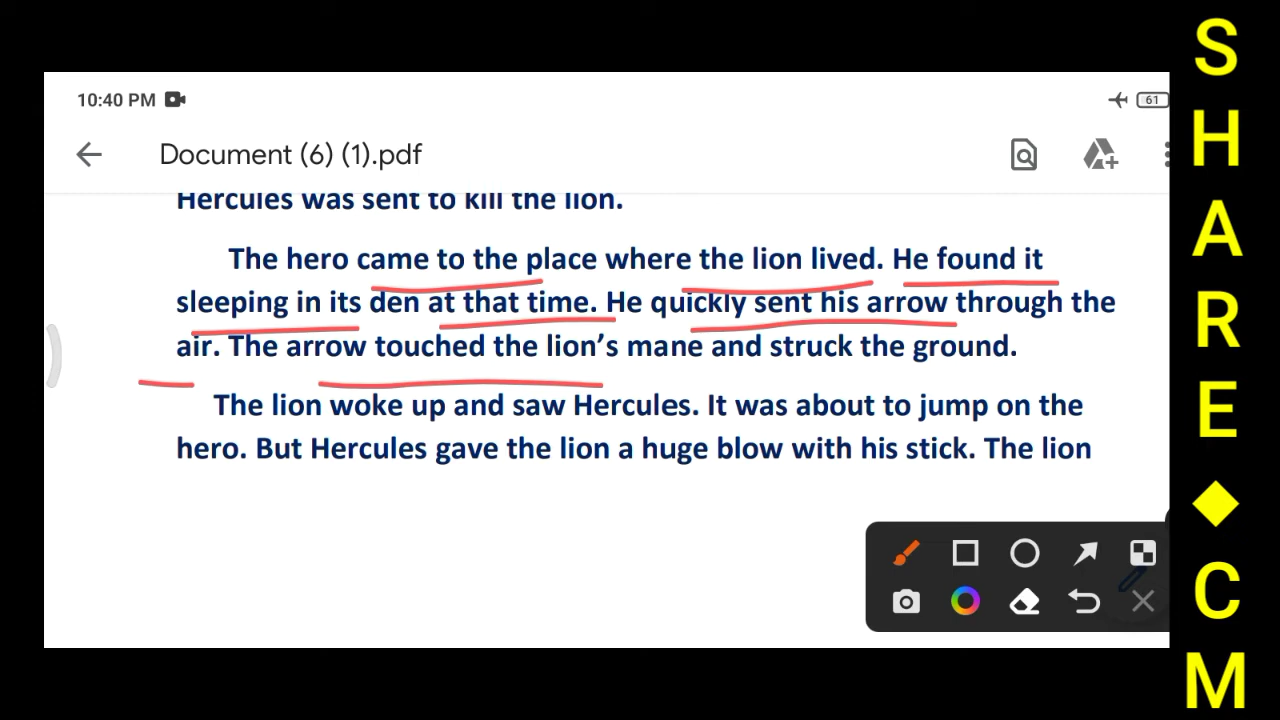 10:40 PM
61
Document (6) (1).pdf
Hercules was sent to kill the lion.
The hero came to the place where the lion lived. He found it
sleeping in its den at that time. He quickly sent his arrow through the
air. The arrow touched the lion’s mane and struck the ground.
The lion woke up and saw Hercules. It was about to jump on the
hero. But Hercules gave the lion a huge blow with his stick. The lion
SHARE◆CM